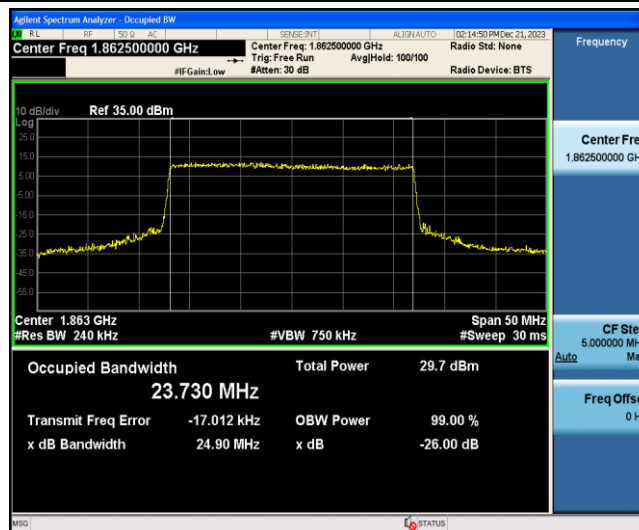 Agilent Spectrum Analyzer - Occupied BW
RL RF 50 Ω AC SENSE:INT ALIGNAUTO 02:14:50 PM Dec 21, 2023
Center Freq 1.862500000 GHz
Center Freq: 1.862500000 GHz
Radio Std: None
Trig: Free Run Avg|Hold: 100/100
#IFGain:Low
#Atten: 30 dB
Radio Device: BTS
Frequency
10 dB/div Ref 35.00 dBm
Log
25.0
15.0
5.00
-5.00
-15.0
-25.0
-35.0
-45.0
-55.0
Center Fre
1.862500000 GH
Center 1.863 GHz
Span 50 MHz
#Res BW 240 kHz
#VBW 750 kHz
#Sweep 30 ms
CF Ste
5.000000 MH
Auto Ma
Occupied Bandwidth
23.730 MHz
Total Power 29.7 dBm
Transmit Freq Error -17.012 kHz
OBW Power 99.00 %
x dB Bandwidth 24.90 MHz
x dB -26.00 dB
Freq Offs
0 H
MSG
STATUS